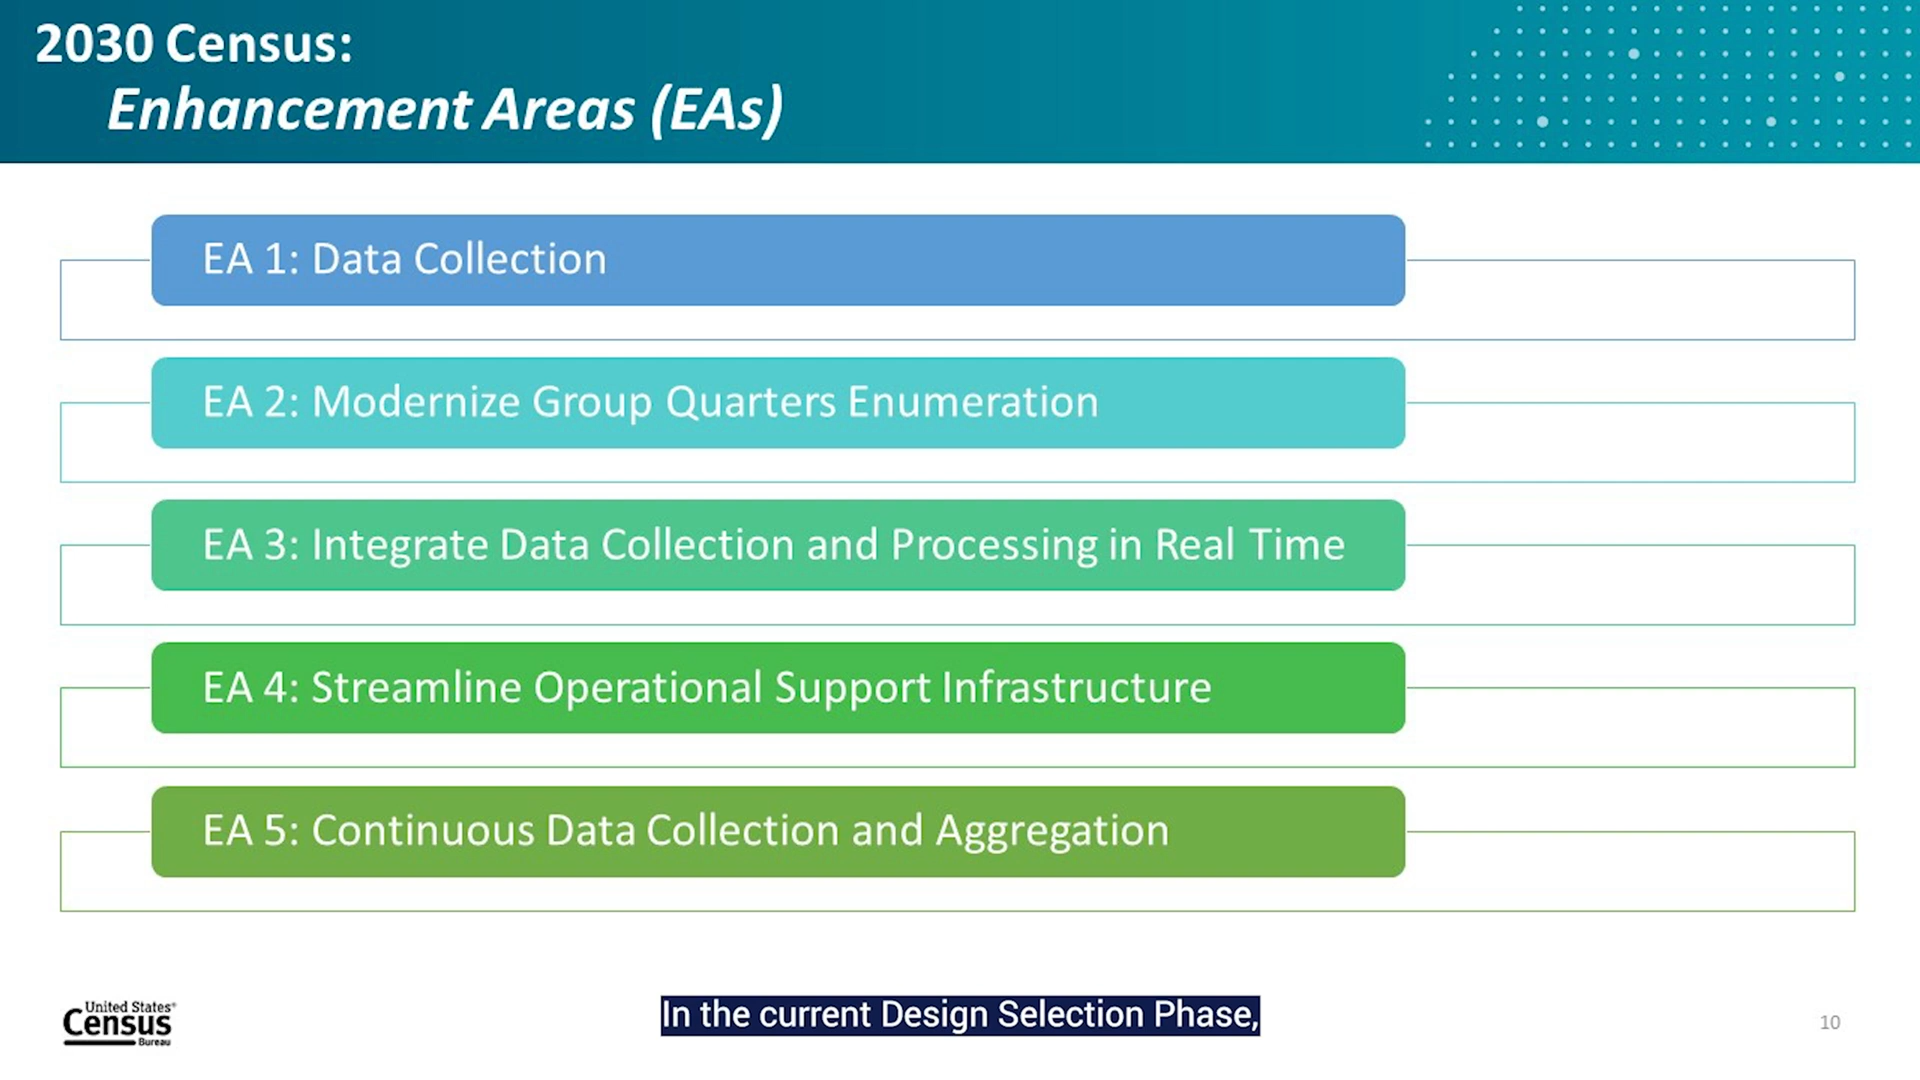 2030 Census:
Enhancement Areas (EAs)
EA 1: Data Collection
EA 2: Modernize Group Quarters Enumeration
EA 3: Integrate Data Collection and Processing in Real Time
EA 4: Streamline Operational Support Infrastructure
EA 5: Continuous Data Collection and Aggregation
United States®
Census
Bureau
In the current Design Selection Phase,
10